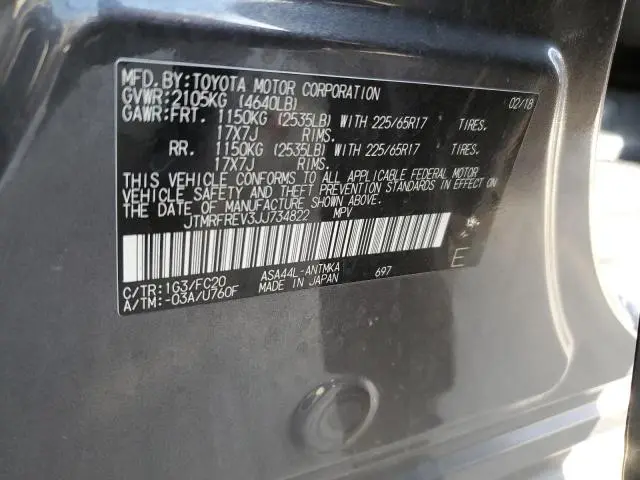 MFD.BY:TOYOTA MOTOR CORPORATION 02/18
GVWR:2105KG (4640LB)
GAWR:FRT. 1150KG (2535LB) WITH 225/65R17 TIRES.
17X7J RIMS.
RR. 1150KG (2535LB) WITH 225/65R17 TIRES.
17X7J RIMS.
THIS VEHICLE CONFORMS TO ALL APPLICABLE FEDERAL MOTOR
VEHICLE SAFETY AND THEFT PREVENTION STANDARDS IN EFFECT ON
THE DATE OF MANUFACTURE SHOWN ABOVE.
JTMRFREV3JJ734822 MPV
E
C/TR:1G3/FC20 ASA44L-ANTMKA 697
A/TM:-03A/U760F MADE IN JAPAN